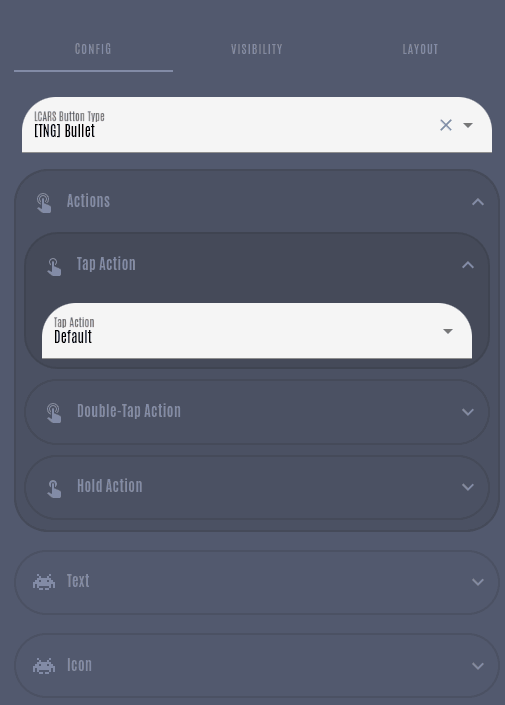 CONFIG
VISIBILITY
LAYOUT
LCARS Button Type
[TNG] Bullet
Actions
Tap Action
Tap Action
Default
Double-Tap Action
Hold Action
Text
Icon